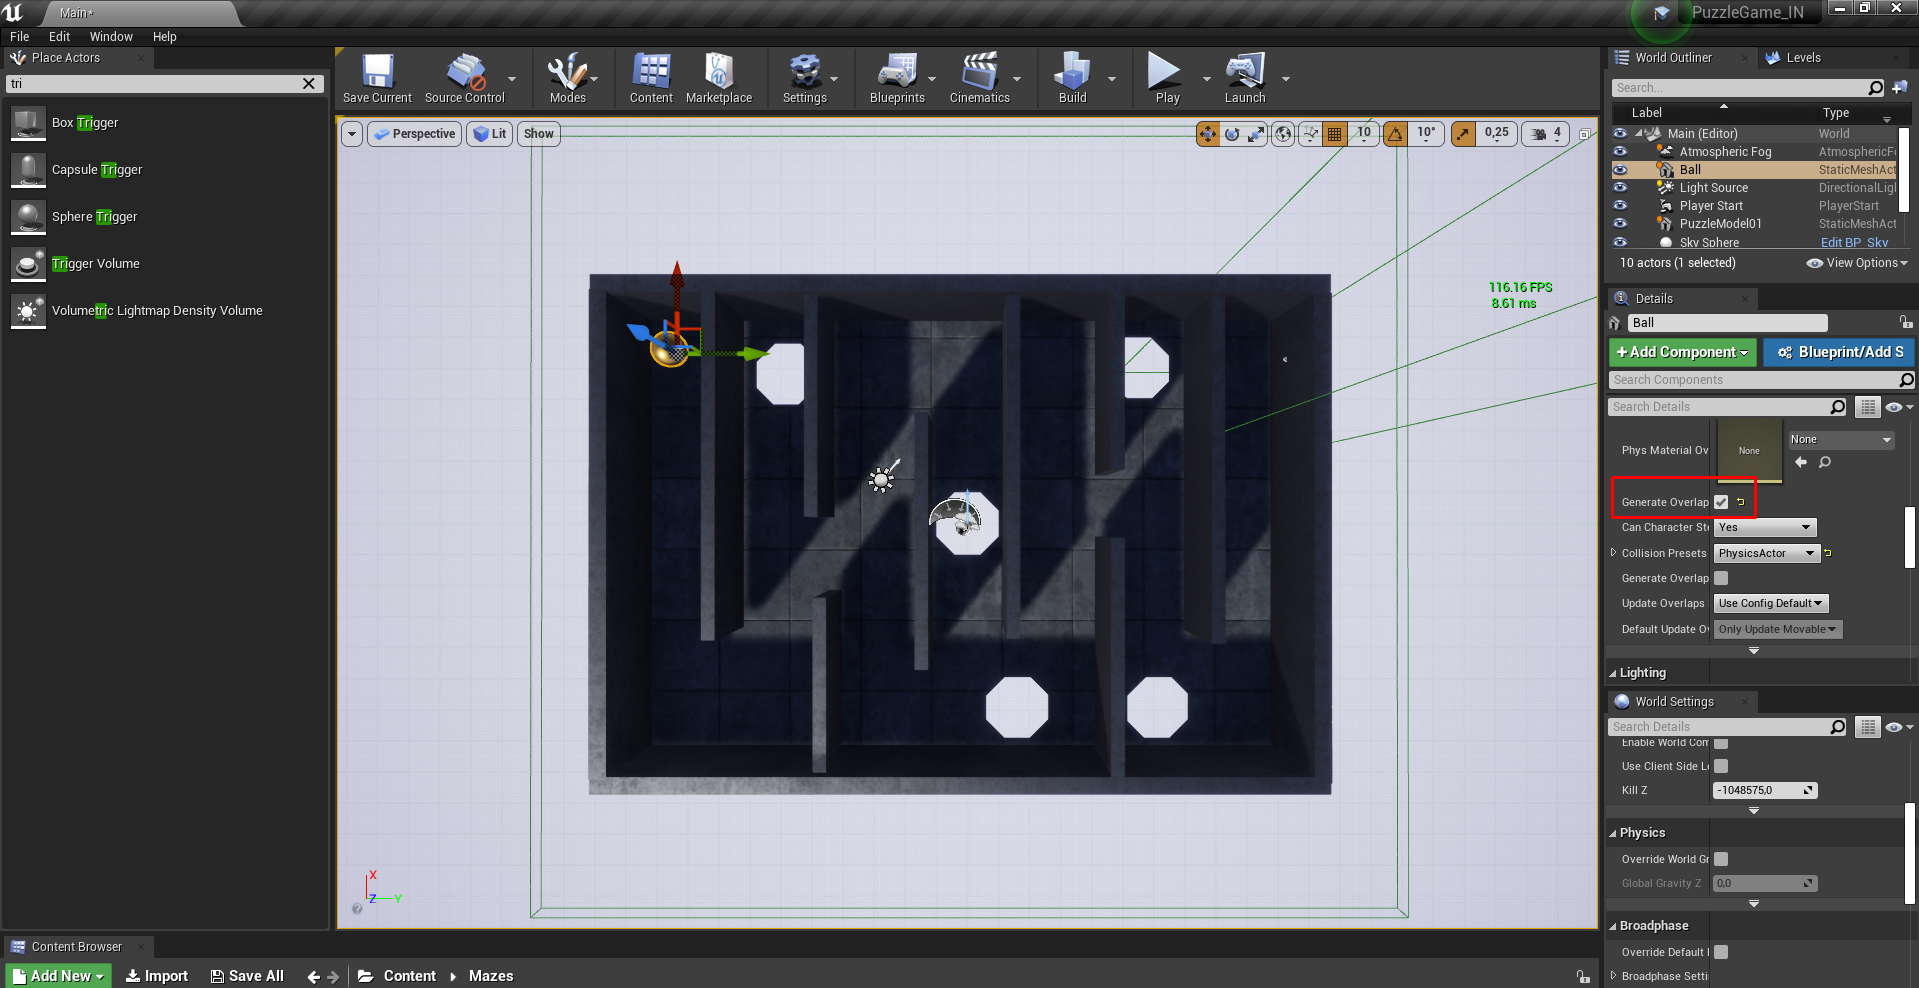 Main*
PuzzleGame_IN
File Edit Window Help
Place Actors
tri
Box Trigger
Capsule Trigger
Sphere Trigger
Trigger Volume
Volumetric Lightmap Density Volume
Save Current
Source Control
Modes
Content
Marketplace
Settings
Blueprints
Cinematics
Build
Play
Launch
Perspective
Lit
Show
10
10°
0,25
4
116.16 FPS
8.61 ms
X
Z
Y
World Outliner
Levels
Search...
Label Type
Main (Editor) World
Atmospheric Fog AtmosphericF
Ball StaticMeshAct
Light Source DirectionalLigh
Player Start PlayerStart
PuzzleModel01 StaticMeshAct
Sky Sphere Edit BP_Sky
10 actors (1 selected)
View Options
Details
Ball
+Add Component
Blueprint/Add S
Search Components
Search Details
Phys Material Ov
None
None
Generate Overlap
Can Character Ste Yes
Collision Presets PhysicsActor
Generate Overlap
Update Overlaps Use Config Default
Default Update O Only Update Movable
Lighting
World Settings
Search Details
Enable World Com
Use Client Side Le
Kill Z -1048575,0
Physics
Override World Gr
Global Gravity Z 0,0
Broadphase
Override Default
Broadphase Setti
Content Browser
Add New
Import
Save All
Content
Mazes